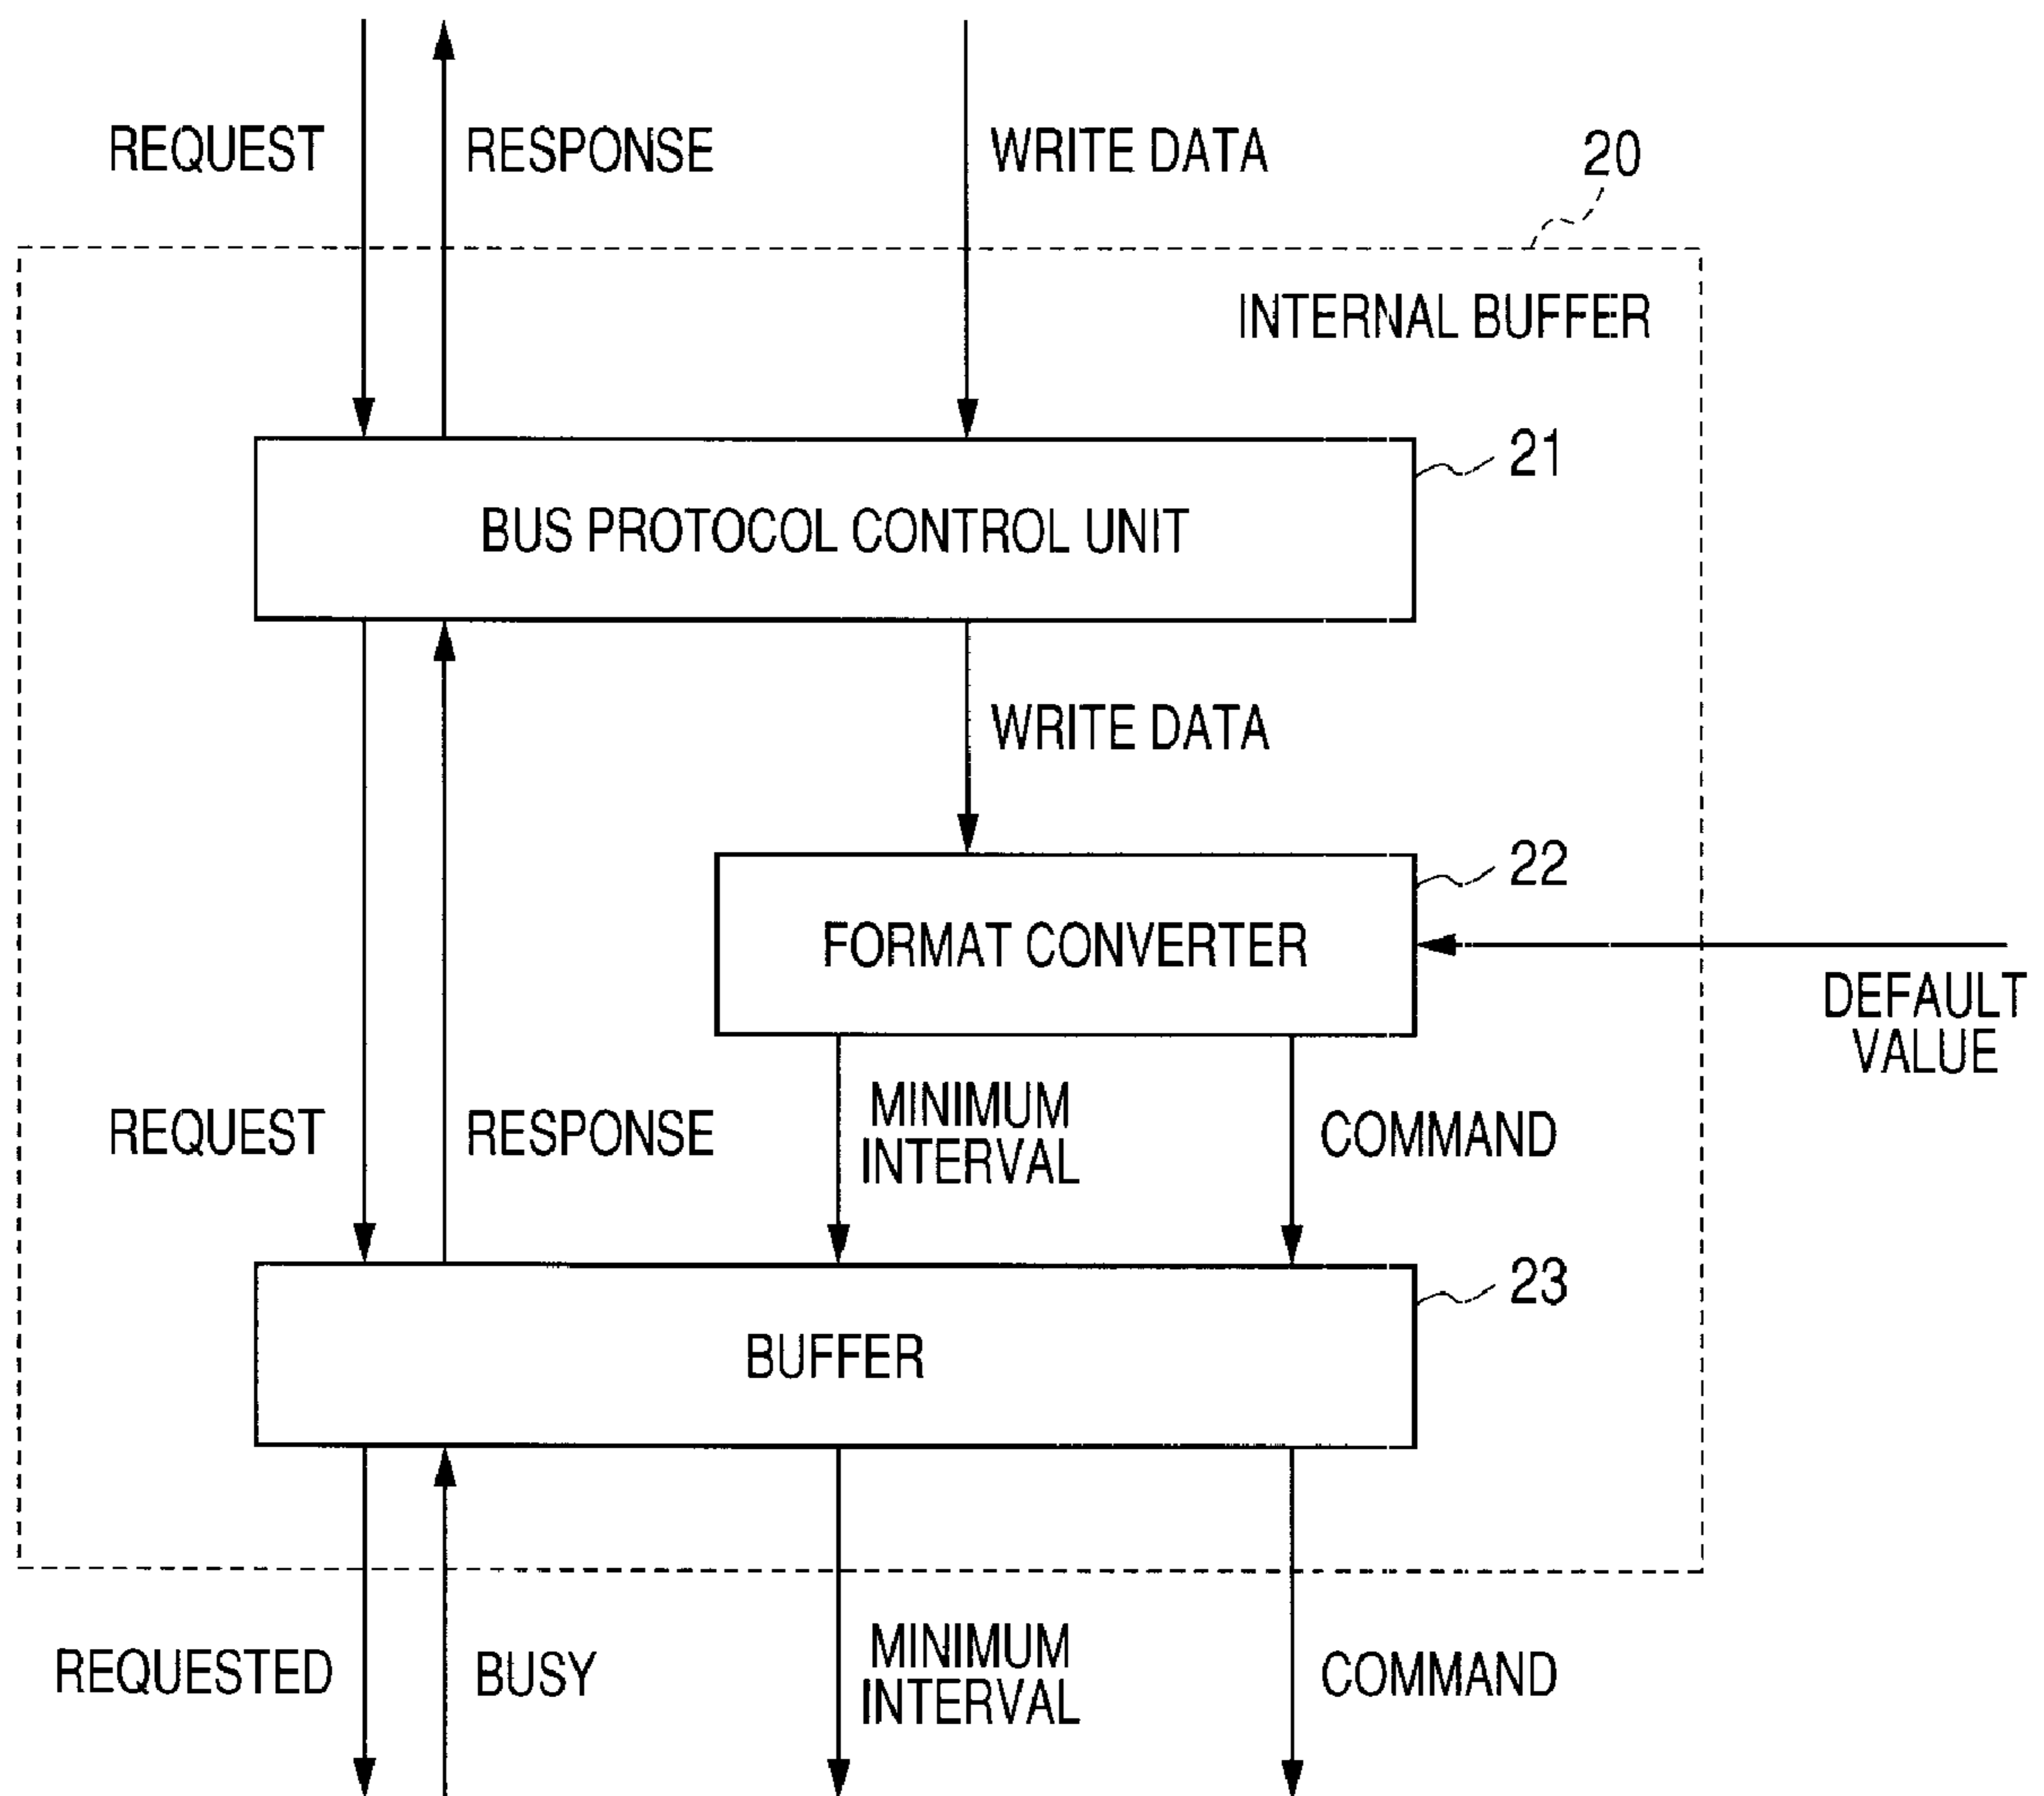 REQUEST
RESPONSE
WRITE DATA
20
INTERNAL BUFFER
21
BUS PROTOCOL CONTROL UNIT
WRITE DATA
22
FORMAT CONVERTER
DEFAULT
VALUE
REQUEST
RESPONSE
MINIMUM
INTERVAL
COMMAND
23
BUFFER
REQUESTED
BUSY
MINIMUM
INTERVAL
COMMAND